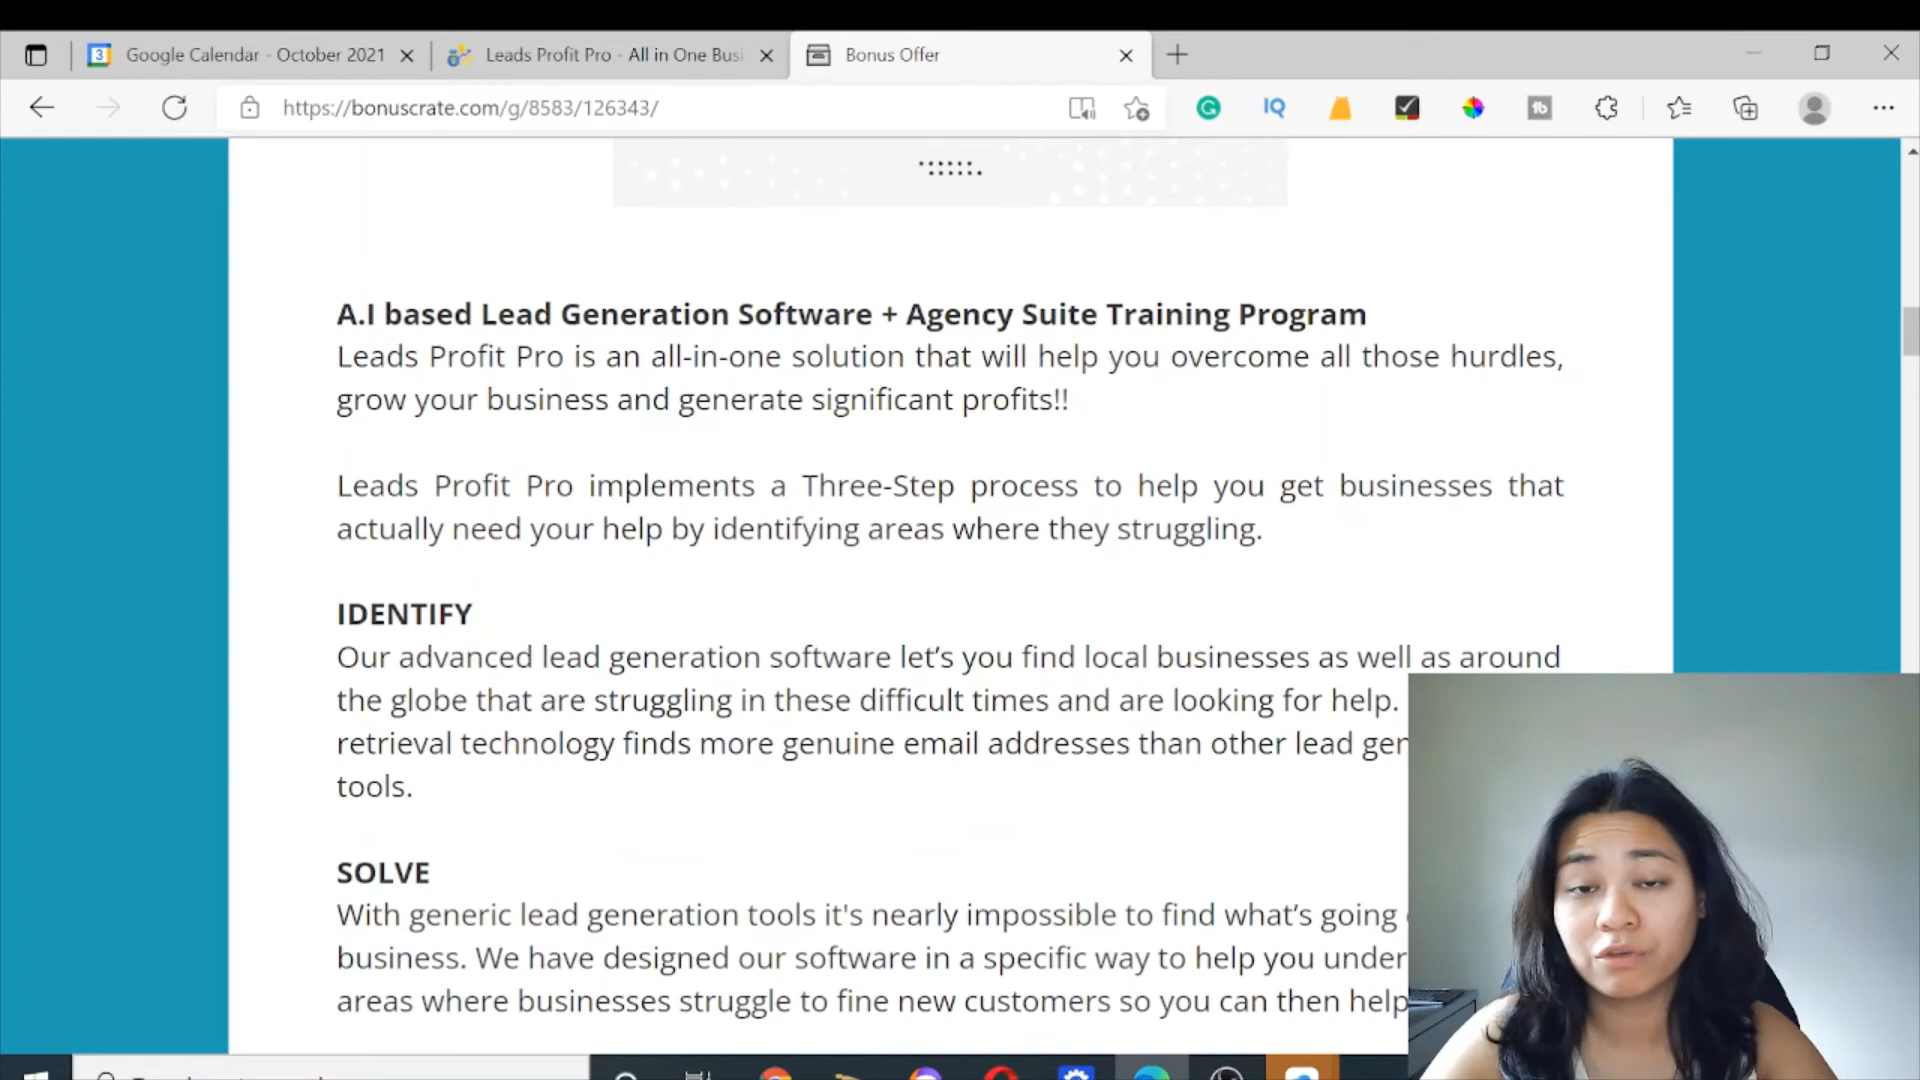 Google Calendar - October 2021
Leads Profit Pro - All in One Busi
Bonus Offer
https://bonuscrate.com/g/8583/126343/
IQ
tb
A.I based Lead Generation Software + Agency Suite Training Program
Leads Profit Pro is an all-in-one solution that will help you overcome all those hurdles,
grow your business and generate significant profits!!
Leads Profit Pro implements a Three-Step process to help you get businesses that
actually need your help by identifying areas where they struggling.
IDENTIFY
Our advanced lead generation software let's you find local businesses as well as around
the globe that are struggling in these difficult times and are looking for help.
retrieval technology finds more genuine email addresses than other lead gen
tools.
SOLVE
With generic lead generation tools it's nearly impossible to find what's going
business. We have designed our software in a specific way to help you under
areas where businesses struggle to fine new customers so you can then help